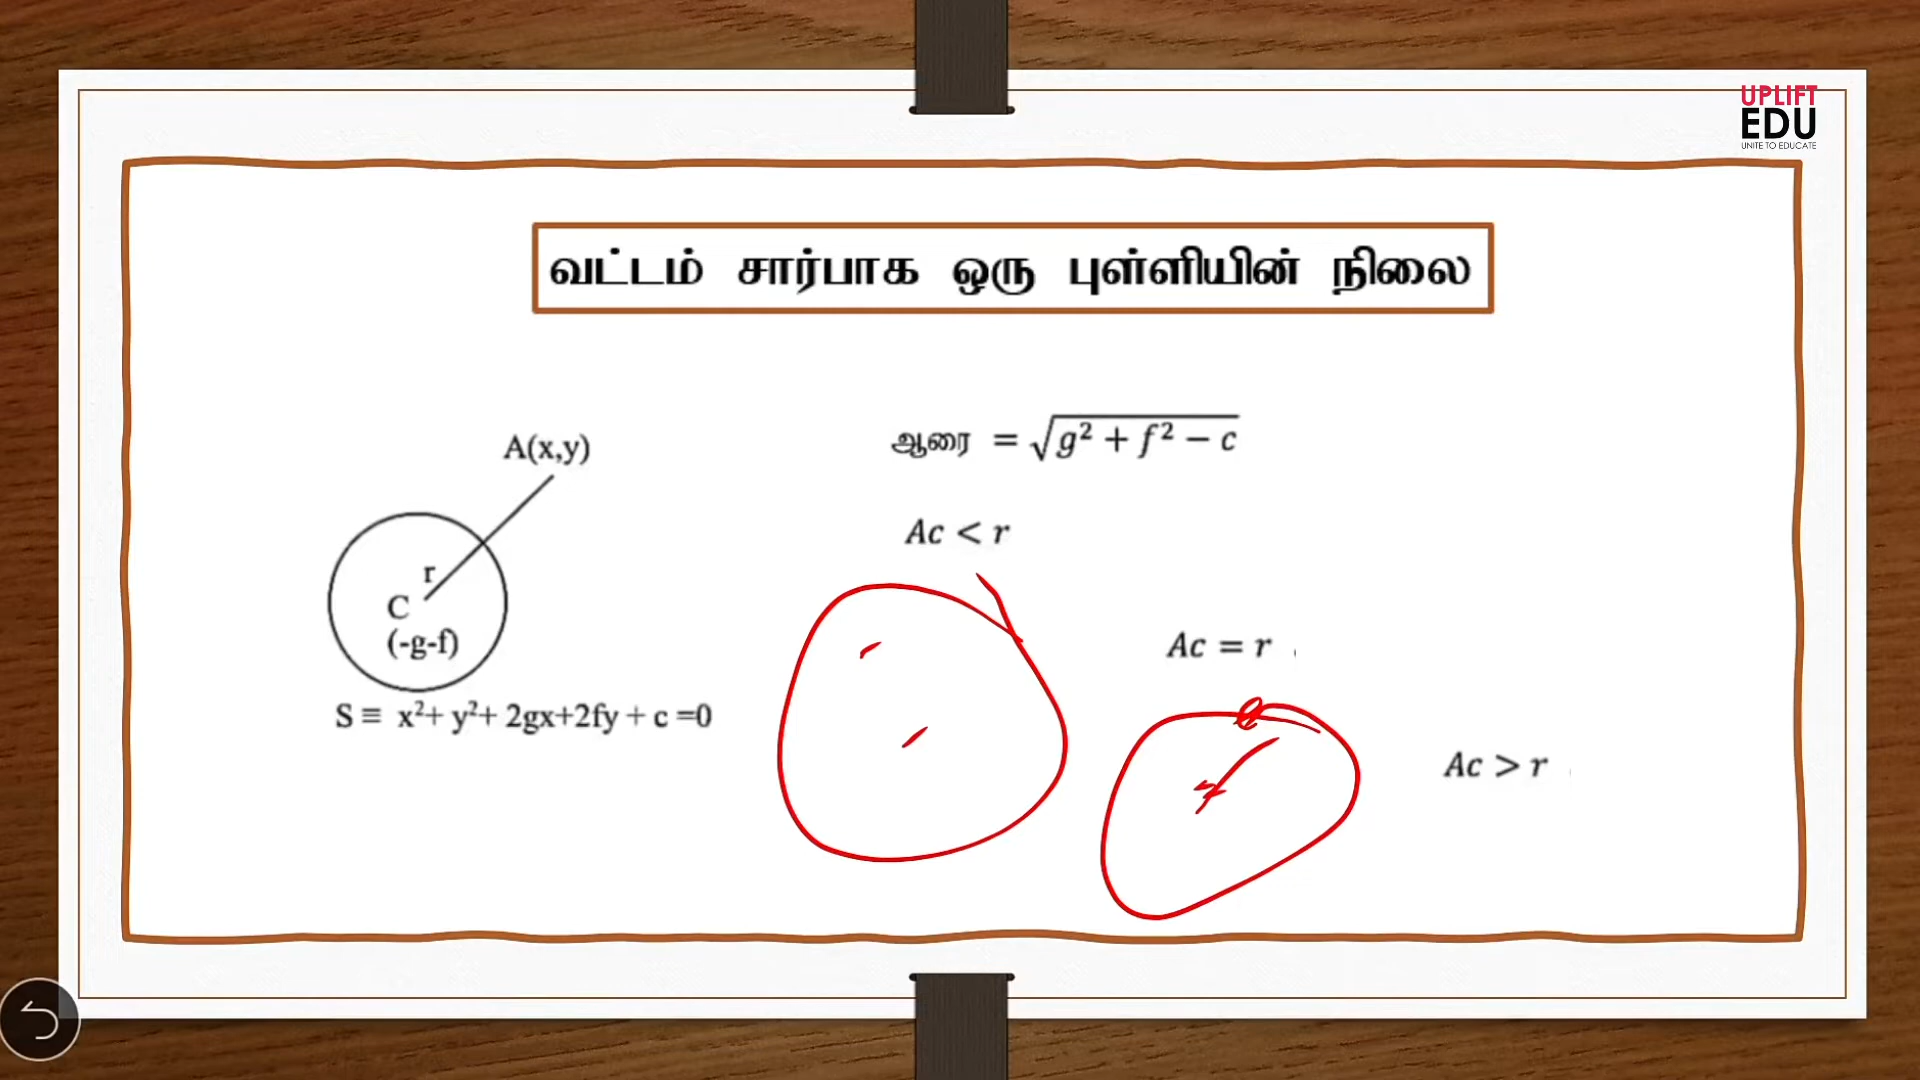 UPLIFT
EDU
UNITE TO EDUCATE
வட்டம் சார்பாக ஒரு புள்ளியின் நிலை
A(x,y)
ஆரை = √(g² + f² − c)
Ac < r
r
C
(-g-f)
Ac = r
S ≡ x²+ y²+ 2gx+2fy + c =0
Ac > r